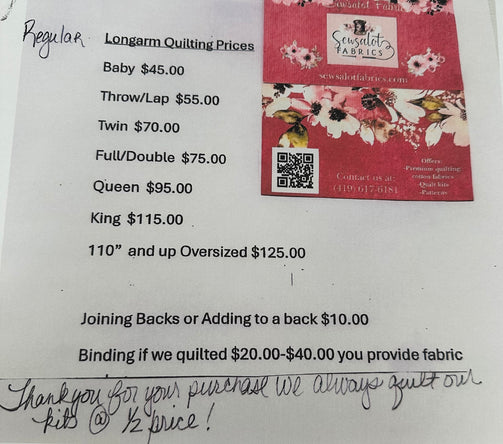 Sewsalot Fabrics
Regular
Longarm Quilting Prices
Sewsalot
FABRICS
sewsalotfabrics.com
Baby $45.00
Throw/Lap $55.00
Twin $70.00
Full/Double $75.00
Queen $95.00
King $115.00
110” and up Oversized $125.00
Contact us at:
(419) 617-6181
Offers:
-Premium quilting
cotton fabrics
-Quilt kits
-Patterns
Joining Backs or Adding to a back $10.00
Binding if we quilted $20.00-$40.00 you provide fabric
Thank you for your purchase we always quilt our
kits @ 1/2 price!